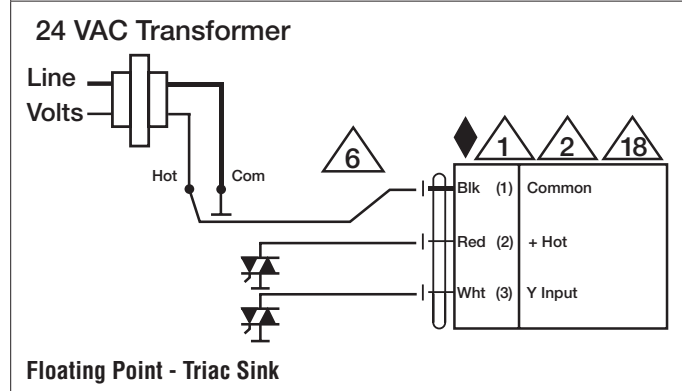 24 VAC Transformer
Line
Volts
Hot Com
6
1 2 18
Blk (1) Common
Red (2) + Hot
Wht (3) Y Input
Floating Point - Triac Sink